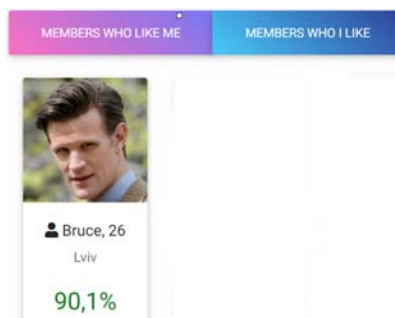 MEMBERS WHO LIKE ME
MEMBERS WHO I LIKE
Bruce, 26
Lviv
90,1%